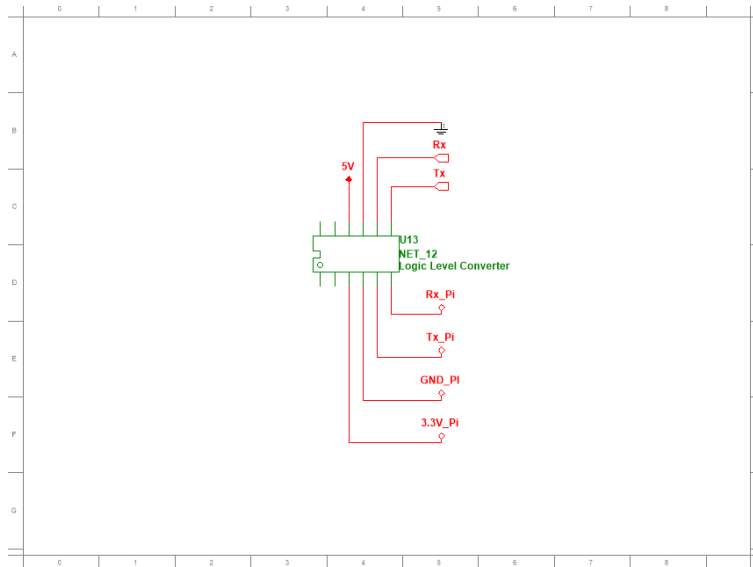 0 1 2 3 4 5 6 7 8
A
B
Rx
5V
Tx
C
U13
NET_12
Logic Level Converter
D
Rx_Pi
Tx_Pi
E
GND_PI
3.3V_Pi
F
G
0 1 2 3 4 5 6 7 8